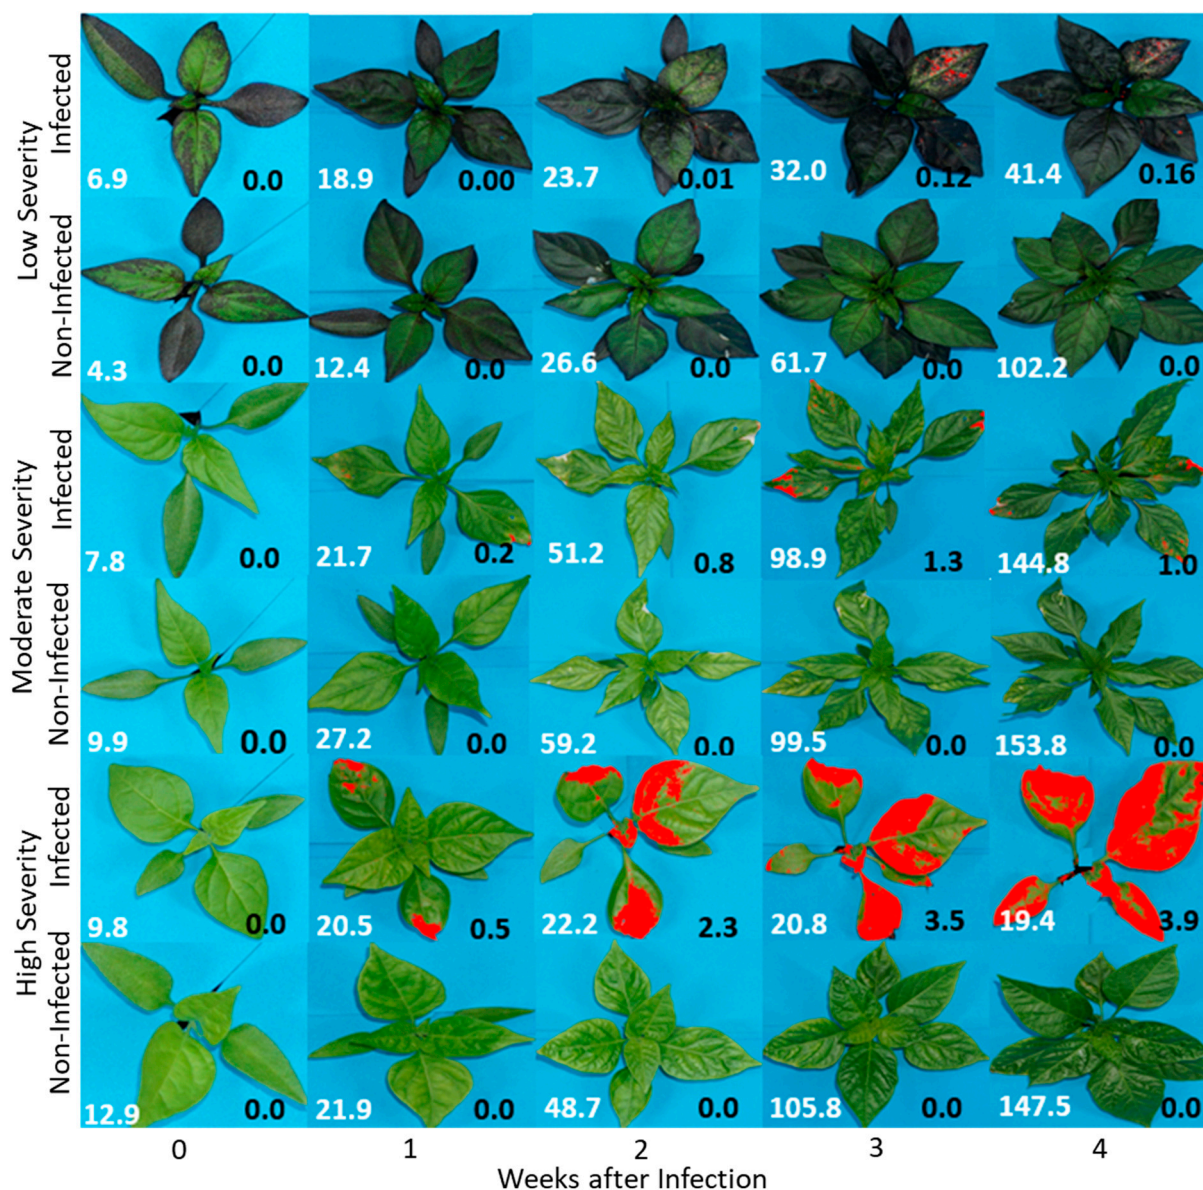 Low Severity
Infected
6.9 0.0 18.9 0.00 23.7 0.01 32.0 0.12 41.4 0.16
Non-Infected
4.3 0.0 12.4 0.0 26.6 0.0 61.7 0.0 102.2 0.0
Moderate Severity
Infected
7.8 0.0 21.7 0.2 51.2 0.8 98.9 1.3 144.8 1.0
Non-Infected
9.9 0.0 27.2 0.0 59.2 0.0 99.5 0.0 153.8 0.0
High Severity
Infected
9.8 0.0 20.5 0.5 22.2 2.3 20.8 3.5 19.4 3.9
Non-Infected
12.9 0.0 21.9 0.0 48.7 0.0 105.8 0.0 147.5 0.0
0 1 2 3 4
Weeks after Infection